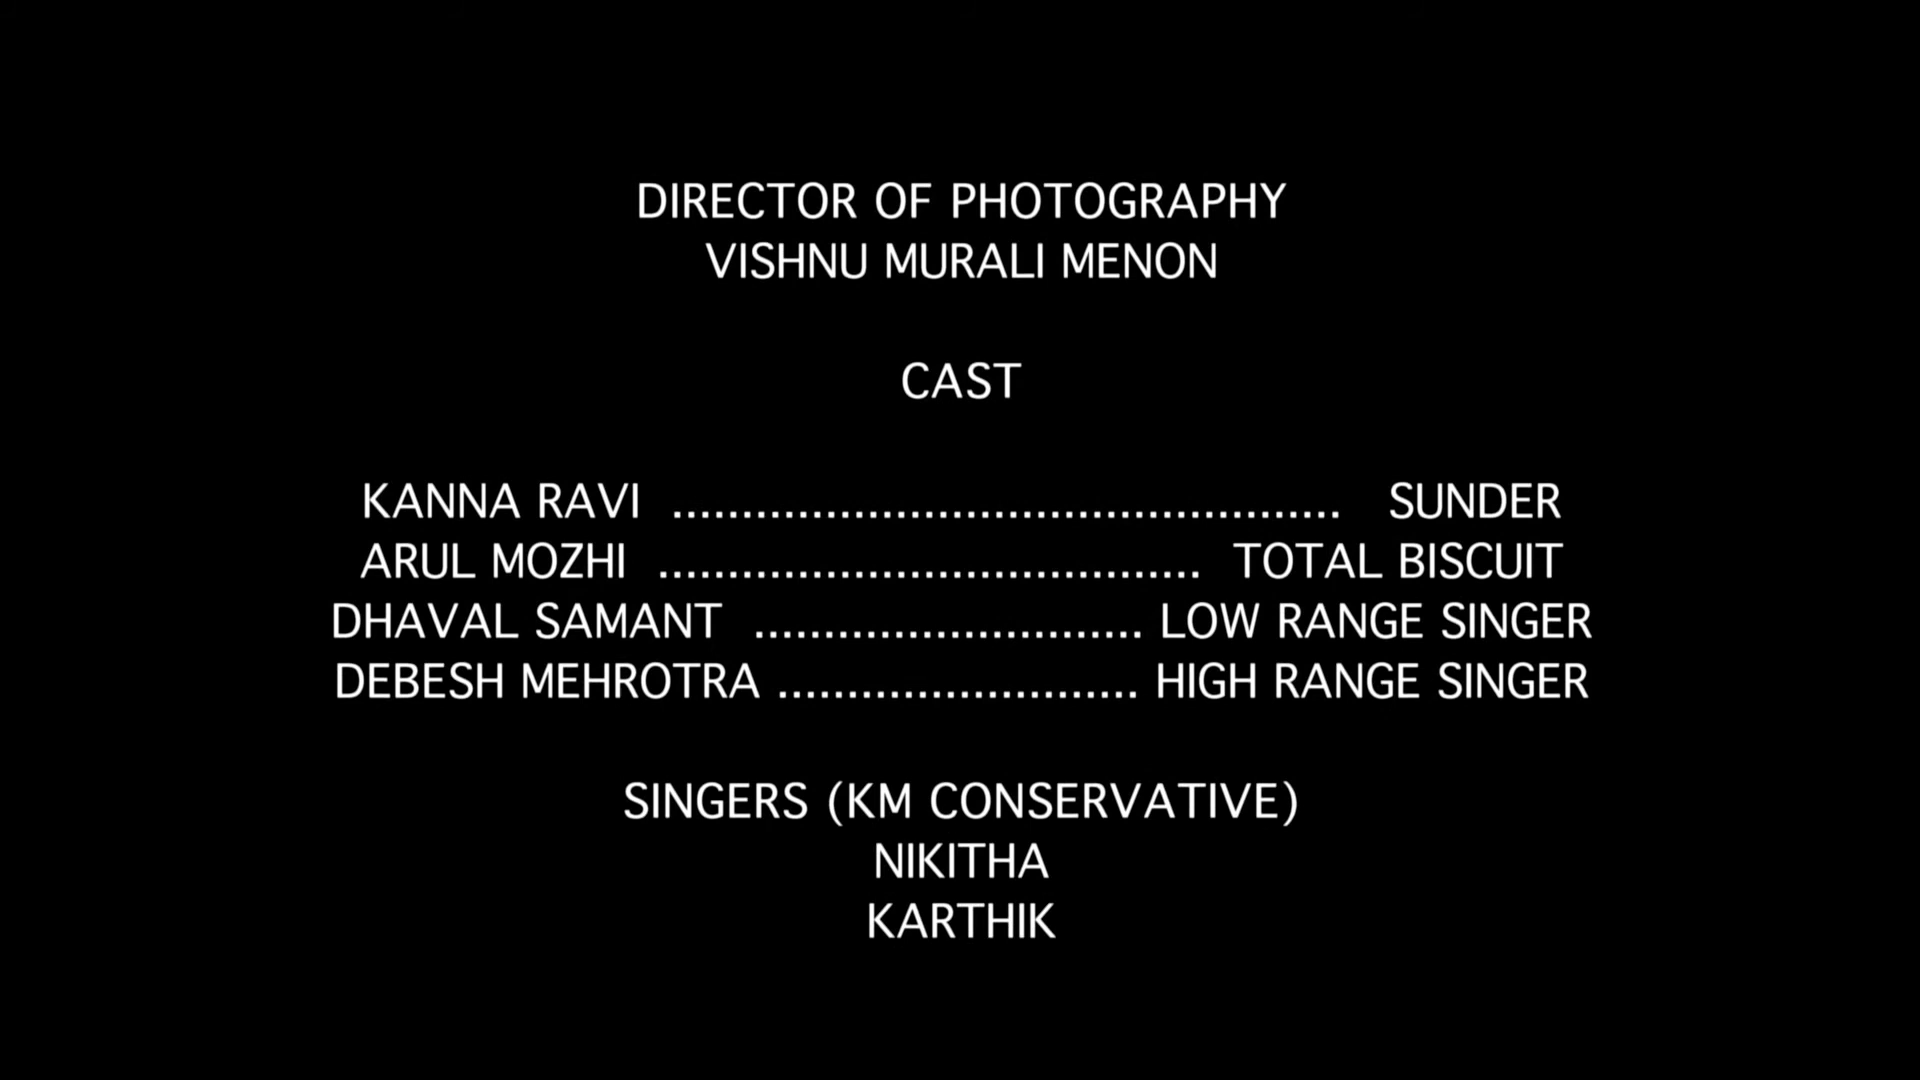 DIRECTOR OF PHOTOGRAPHY
VISHNU MURALI MENON
CAST
KANNA RAVI ................................................ SUNDER
ARUL MOZHI ....................................... TOTAL BISCUIT
DHAVAL SAMANT ............................ LOW RANGE SINGER
DEBESH MEHROTRA .......................... HIGH RANGE SINGER
SINGERS (KM CONSERVATIVE)
NIKITHA
KARTHIK